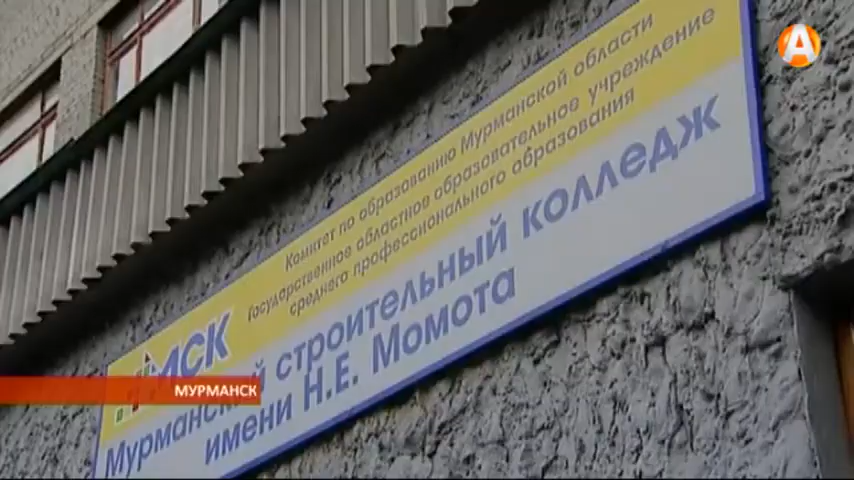 А
Комитет по образованию Мурманской области
Государственное областное образовательное учреждение
среднего профессионального образования
МСК
Мурманский строительный колледж
имени Н.Е. Момота
МУРМАНСК